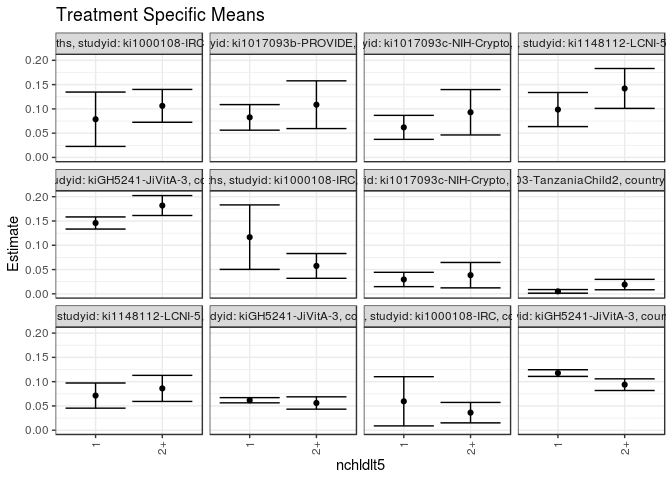 Treatment Specific Means
ths, studyid: ki1000108-IRC
studyid: ki1017093b-PROVIDE,
yid: ki1017093c-NIH-Crypto,
, studyid: ki1148112-LCNI-5
0.20
0.15
0.10
0.05
0.00
udyid: kiGH5241-JiVitA-3, co
ths, studyid: ki1000108-IRC,
yid: ki1017093c-NIH-Crypto,
03-TanzaniaChild2, country
0.20
0.15
0.10
0.05
0.00
Estimate
studyid: ki1148112-LCNI-5,
dyid: kiGH5241-JiVitA-3, cou
, studyid: ki1000108-IRC, co
yid: kiGH5241-JiVitA-3, coun
0.20
0.15
0.10
0.05
0.00
1 2+ 1 2+ 1 2+ 1 2+
nchldlt5